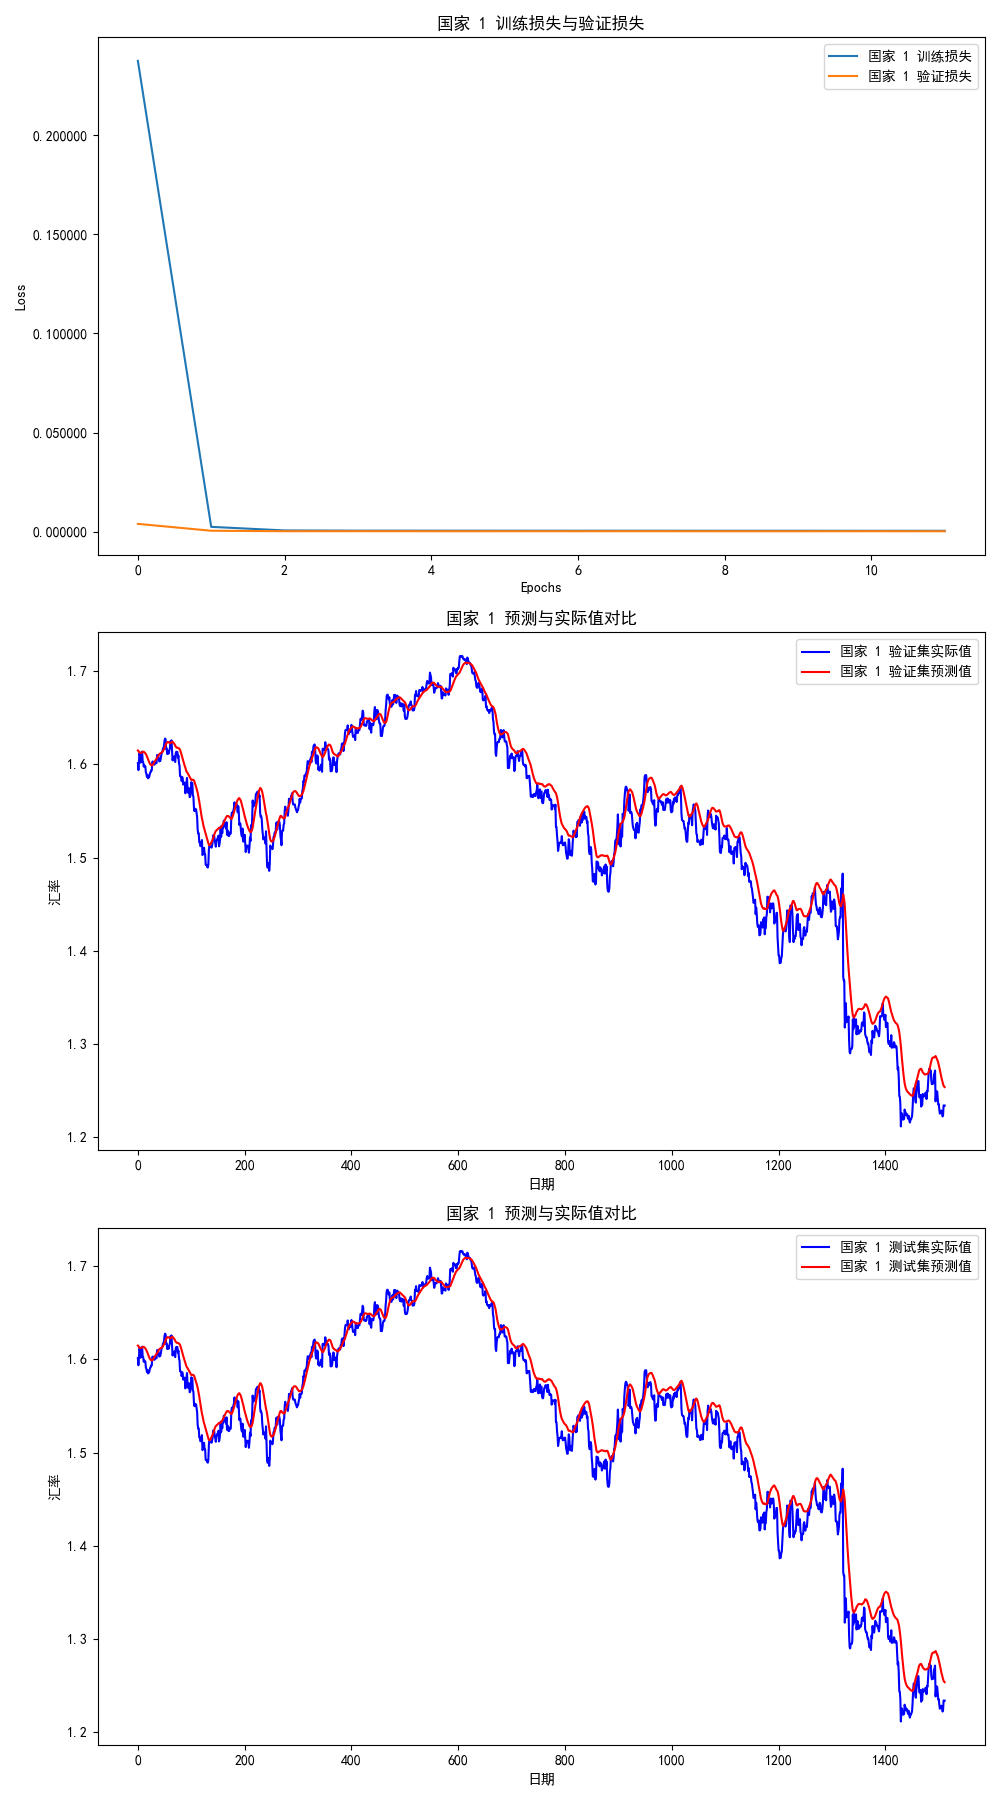 国家 1 训练损失与验证损失
国家 1 训练损失
国家 1 验证损失
0.200000
0.150000
0.100000
0.050000
0.000000
Loss
0 2 4 6 8 10
Epochs
国家 1 预测与实际值对比
国家 1 验证集实际值
国家 1 验证集预测值
1.7
1.6
1.5
1.4
1.3
1.2
汇率
0 200 400 600 800 1000 1200 1400
日期
国家 1 预测与实际值对比
国家 1 测试集实际值
国家 1 测试集预测值
1.7
1.6
1.5
1.4
1.3
1.2
汇率
0 200 400 600 800 1000 1200 1400
日期